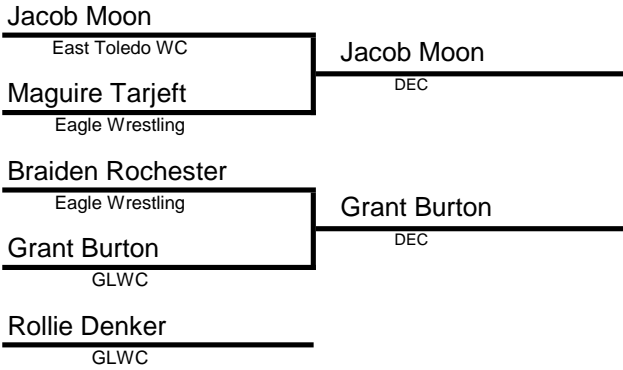 Jacob Moon
East Toledo WC
Jacob Moon
DEC
Maguire Tarjeft
Eagle Wrestling
Braiden Rochester
Eagle Wrestling
Grant Burton
DEC
Grant Burton
GLWC
Rollie Denker
GLWC